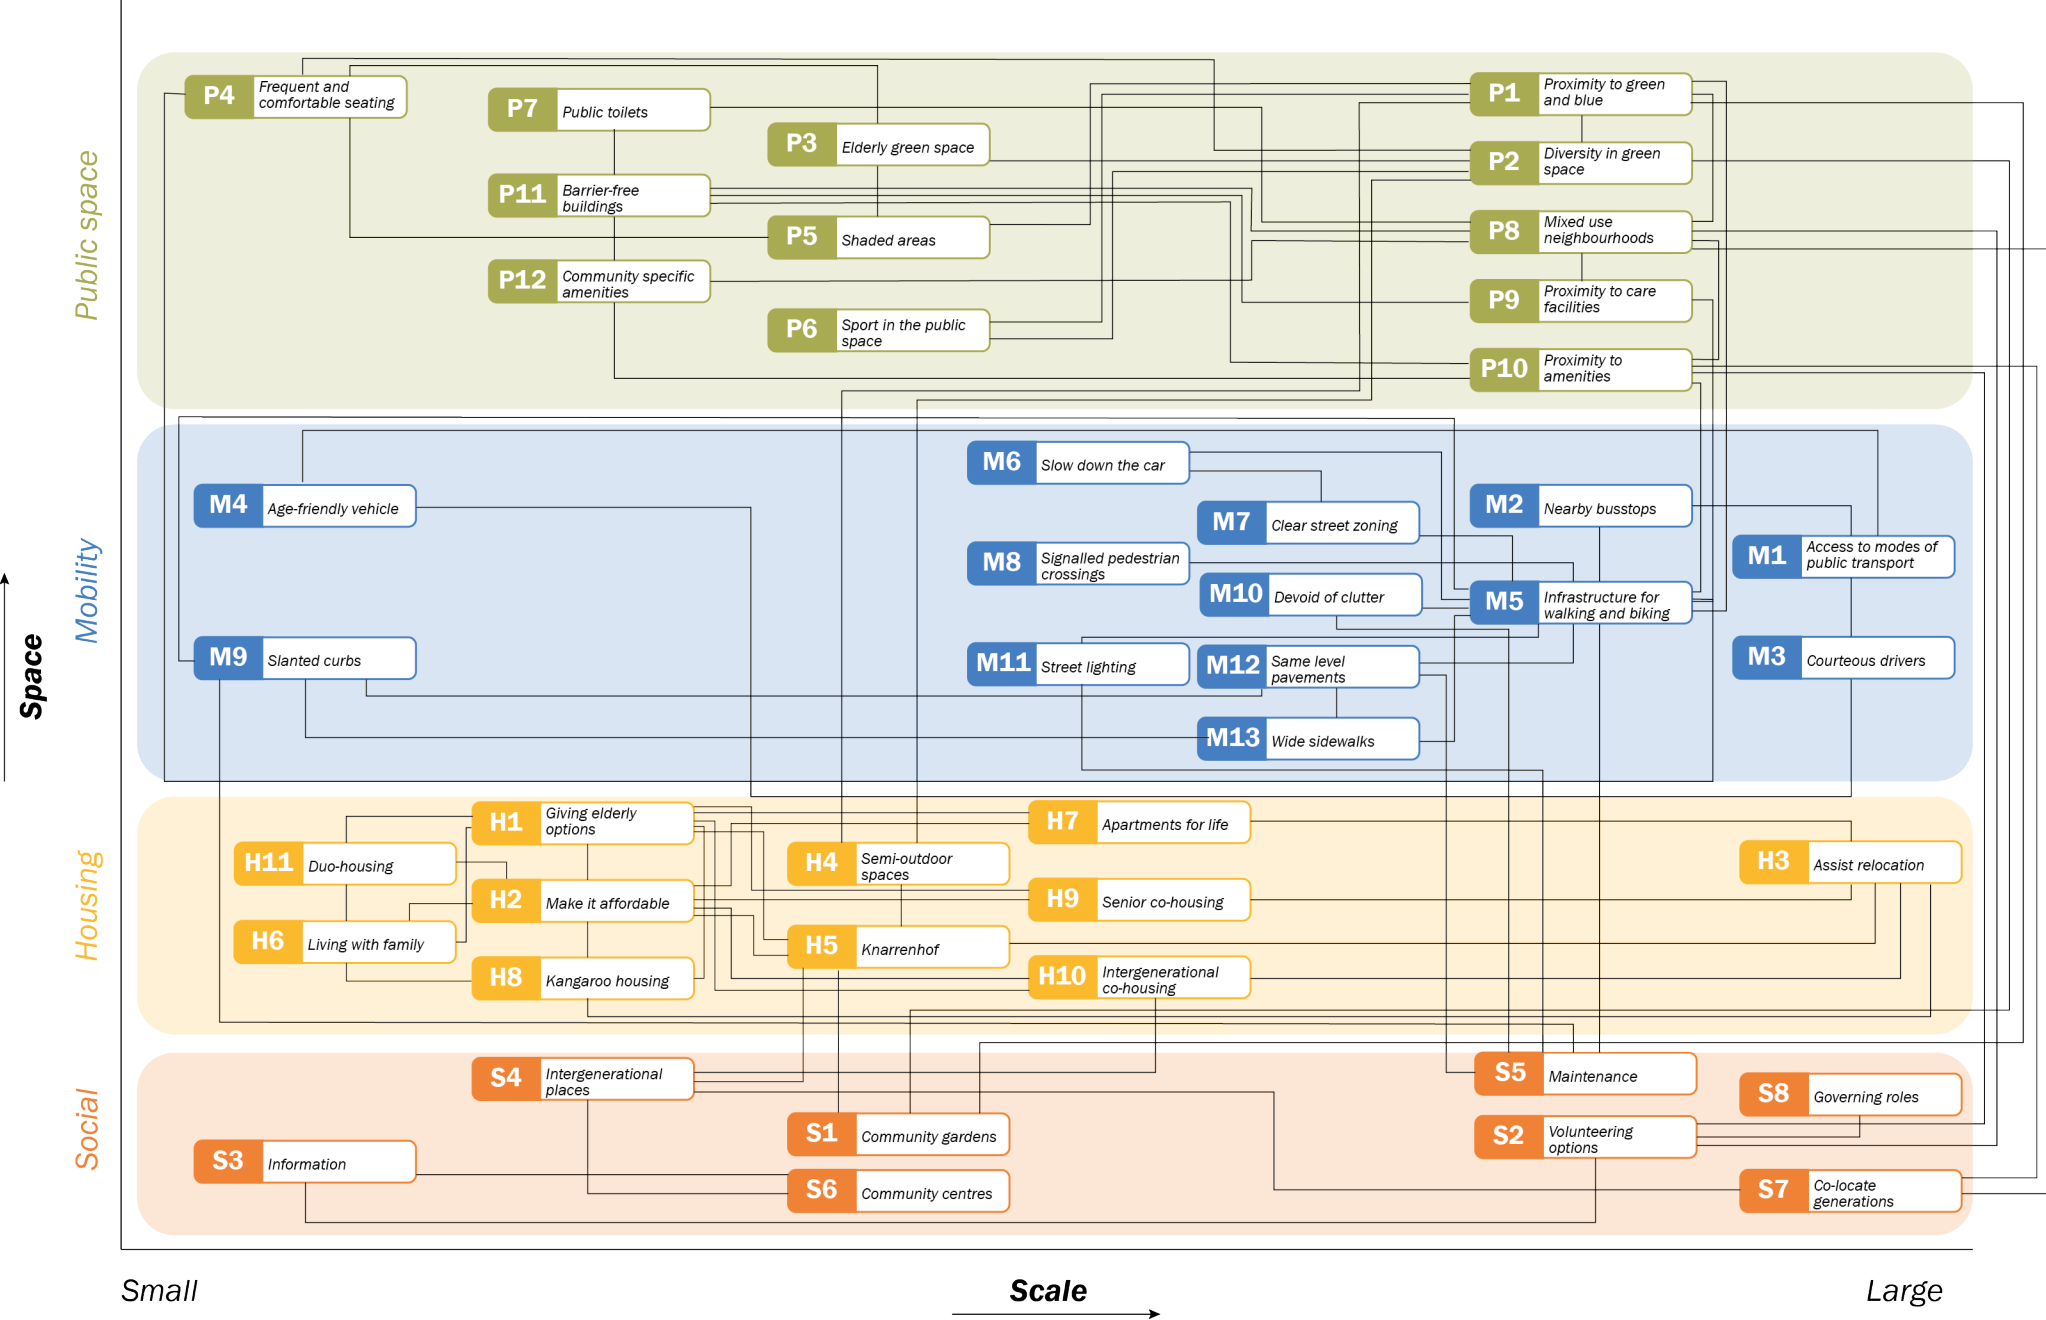 Public space
P4
Frequent and
comfortable seating
P7
Public toilets
P3
Elderly green space
P11
Barrier-free
buildings
P5
Shaded areas
P12
Community specific
amenities
P6
Sport in the public
space
P1
Proximity to green
and blue
P2
Diversity in green
space
P8
Mixed use
neighbourhoods
P9
Proximity to care
facilities
P10
Proximity to
amenities
Mobility
M4
Age-friendly vehicle
M9
Slanted curbs
M6
Slow down the car
M7
Clear street zoning
M8
Signalled pedestrian
crossings
M10
Devoid of clutter
M11
Street lighting
M12
Same level
pavements
M13
Wide sidewalks
M2
Nearby busstops
M5
Infrastructure for
walking and biking
M1
Access to modes of
public transport
M3
Courteous drivers
Space
Housing
H11
Duo-housing
H6
Living with family
H1
Giving elderly
options
H2
Make it affordable
H8
Kangaroo housing
H4
Semi-outdoor
spaces
H5
Knarrenhof
H7
Apartments for life
H9
Senior co-housing
H10
Intergenerational
co-housing
H3
Assist relocation
Social
S3
Information
S4
Intergenerational
places
S1
Community gardens
S6
Community centres
S5
Maintenance
S2
Volunteering
options
S8
Governing roles
S7
Co-locate
generations
Small
Scale
Large